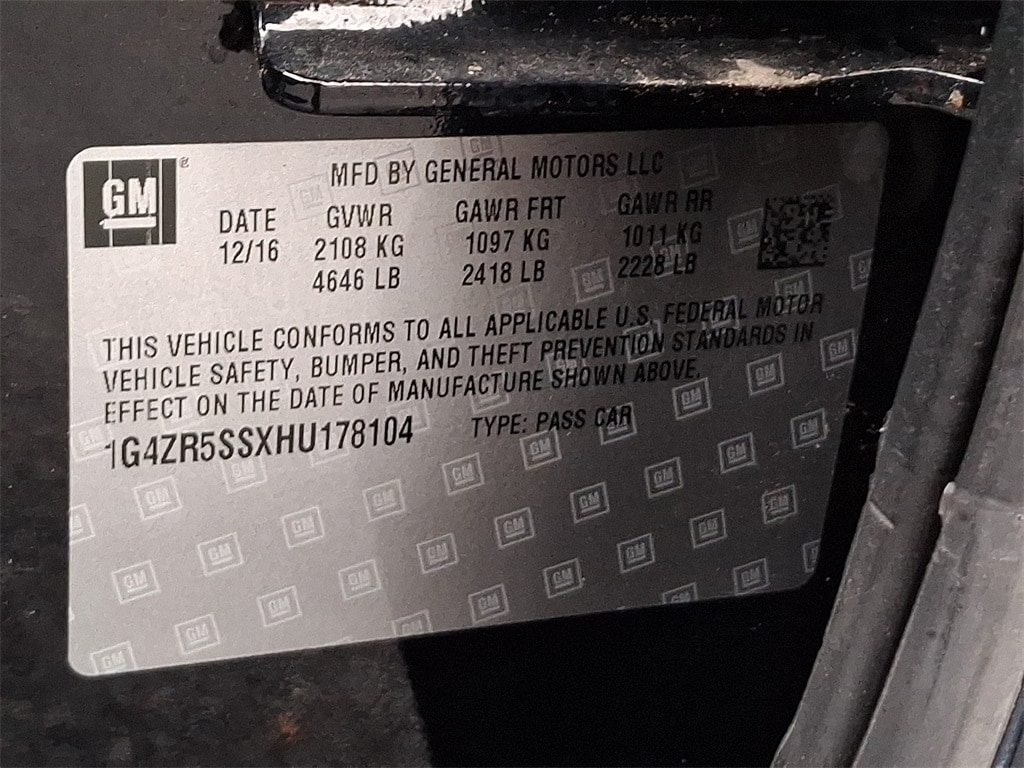 GM ®
MFD BY GENERAL MOTORS LLC
DATE GVWR GAWR FRT GAWR RR
12/16 2108 KG 1097 KG 1011 KG
4646 LB 2418 LB 2228 LB
THIS VEHICLE CONFORMS TO ALL APPLICABLE U.S. FEDERAL MOTOR
VEHICLE SAFETY, BUMPER, AND THEFT PREVENTION STANDARDS IN
EFFECT ON THE DATE OF MANUFACTURE SHOWN ABOVE.
1G4ZR5SSXHU178104 TYPE: PASS CAR